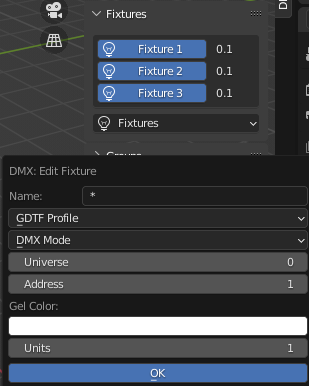 Fixtures
Fixture 1 0.1
Fixture 2 0.1
Fixture 3 0.1
Fixtures
Groups
DMX: Edit Fixture
Name: *
GDTF Profile
DMX Mode
Universe 0
Address 1
Gel Color:
Units 1
OK